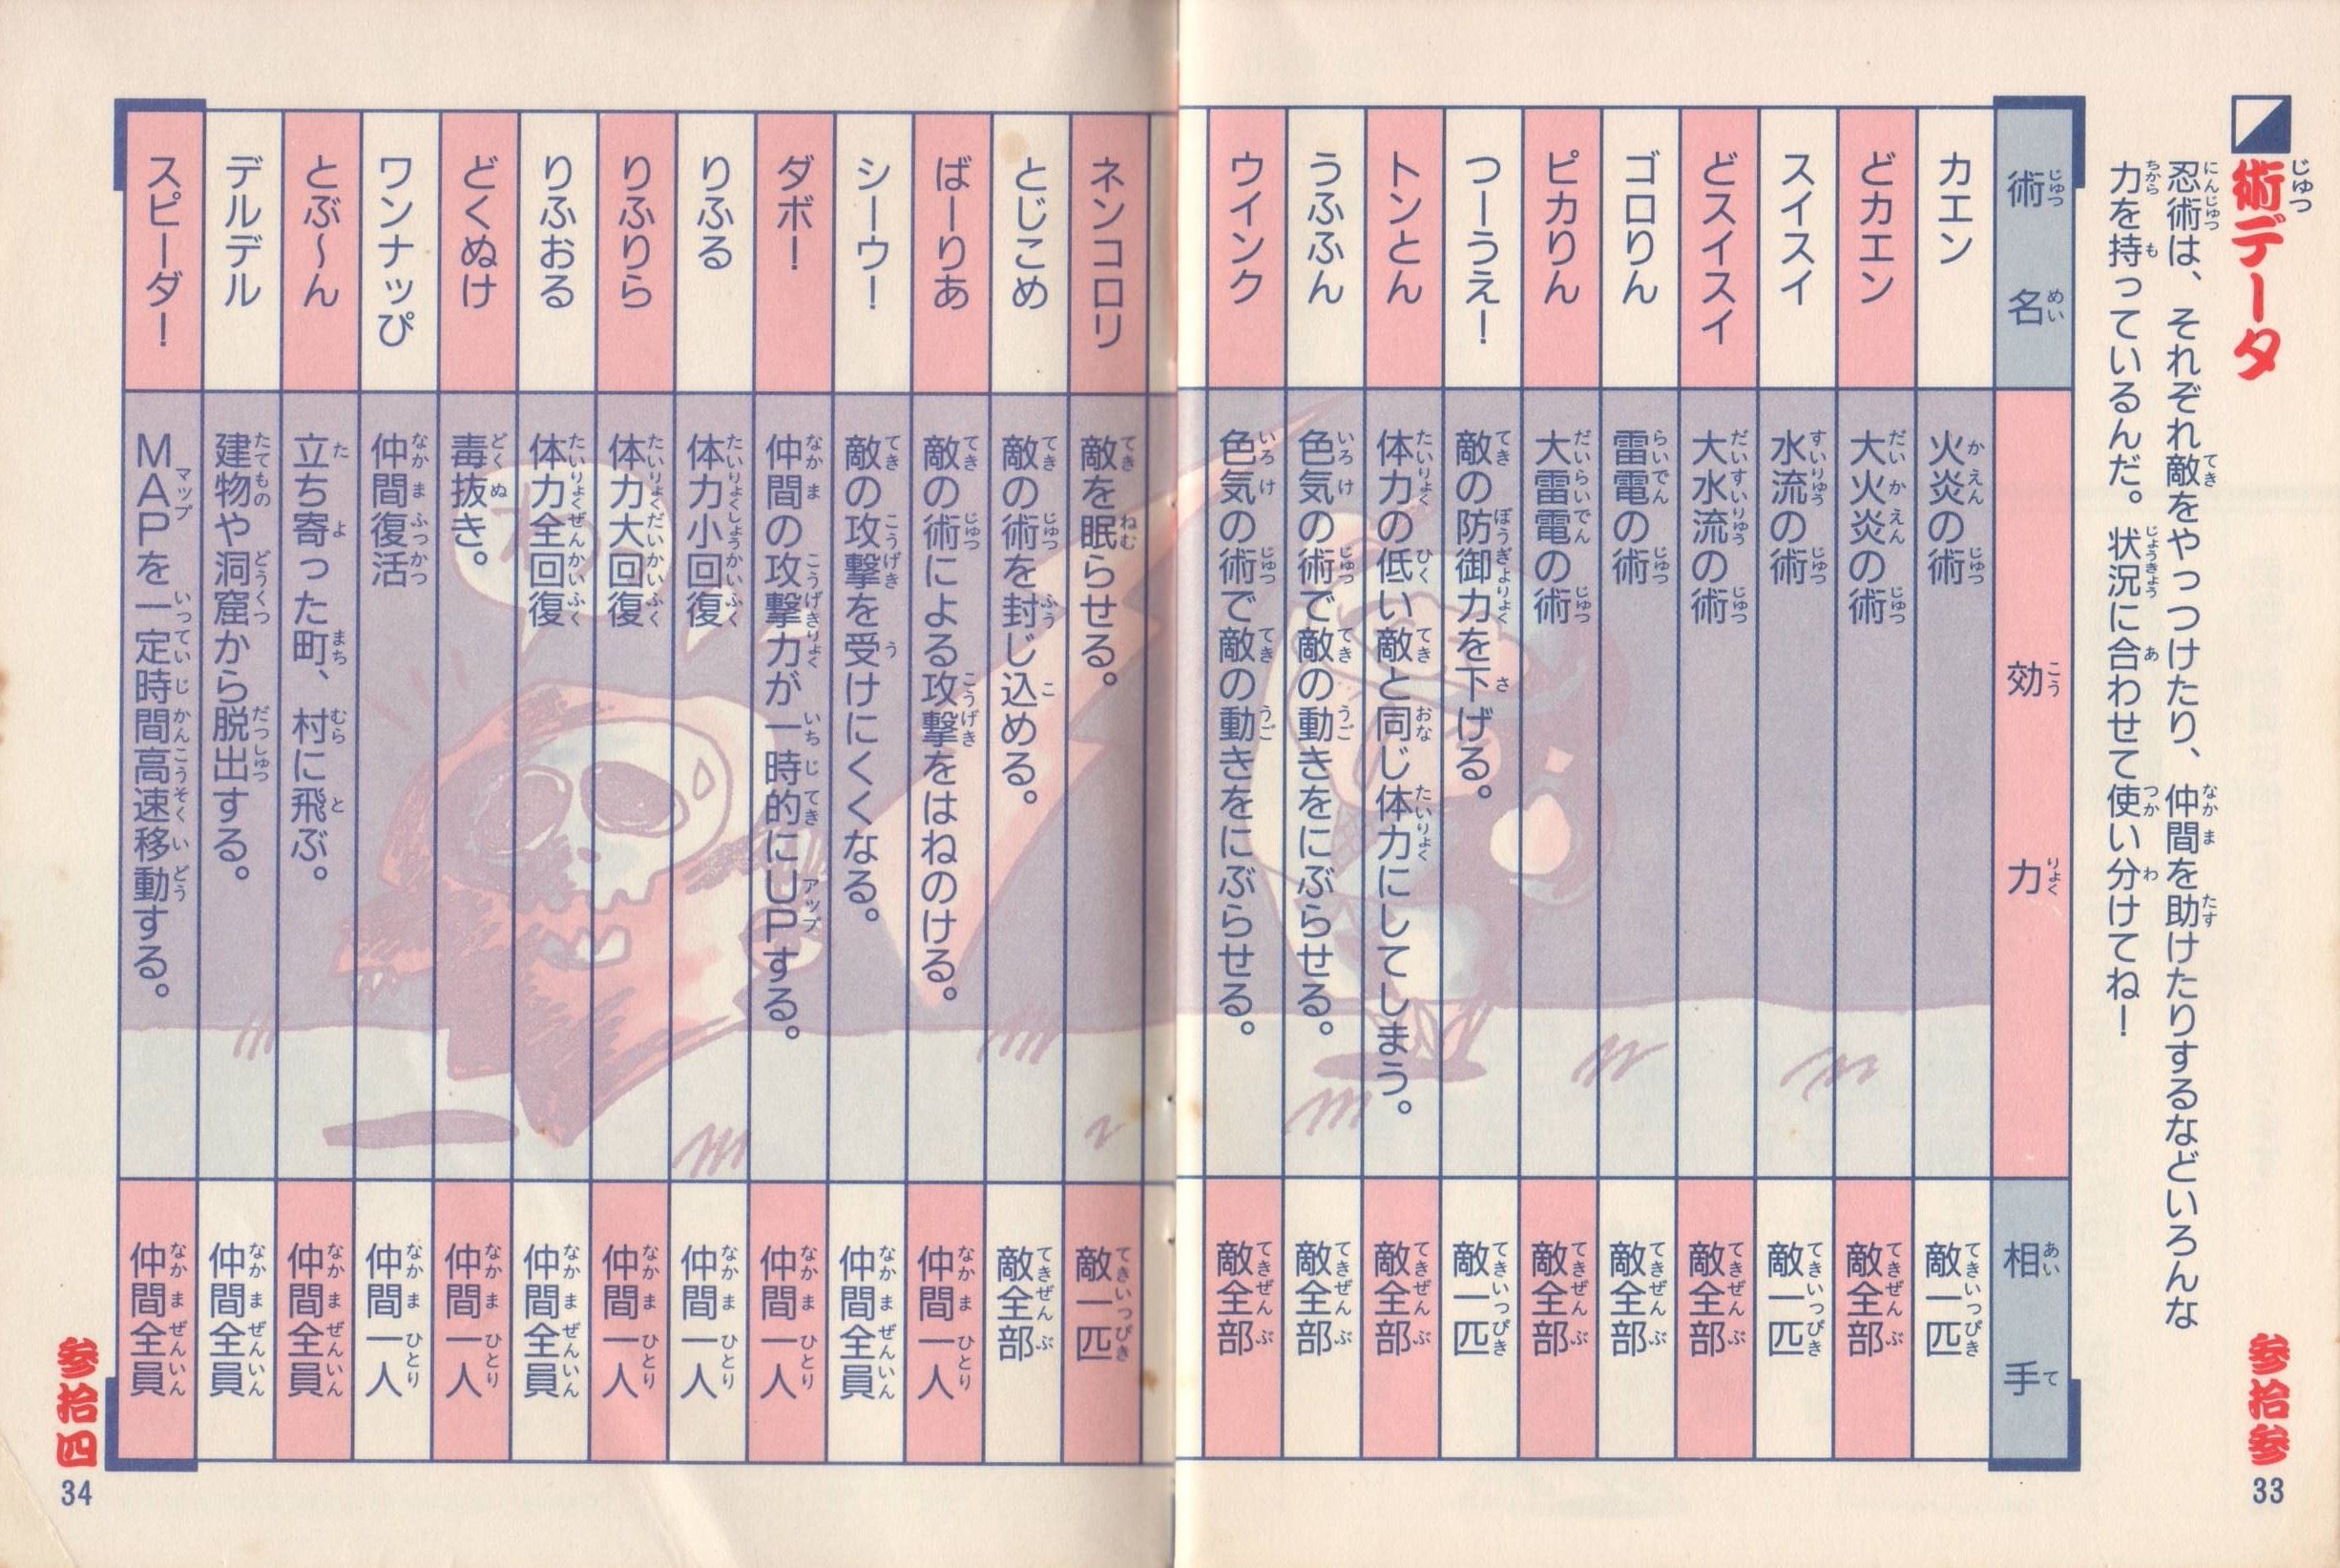 術データ
忍術は、それぞれ敵をやっつけたり、仲間を助けたりするなどいろんな
力を持っているんだ。状況に合わせて使い分けてね！
術名 効力 相手
カエン 火炎の術 敵一匹
どカエン 大火炎の術 敵全部
スイスイ 水流の術 敵一匹
どスイスイ 大水流の術 敵全部
ゴロりん 雷電の術 敵全部
ピカりん 大雷電の術 敵全部
つーうえ！ 敵の防御力を下げる。 敵一匹
トンとん 体力の低い敵と同じ体力にしてしまう。 敵全部
うふふん 色気の術で敵の動きをにぶらせる。 敵全部
ウインク 色気の術で敵の動きをにぶらせる。 敵全部
参拾参
33
ネンコロリ 敵を眠らせる。 敵一匹
とじこめ 敵の術を封じ込める。 敵全部
ばーりあ 敵の術による攻撃をはねのける。 仲間一人
シーウ！ 敵の攻撃を受けにくくなる。 仲間全員
ダボ！ 仲間の攻撃力が一時的にUPする。 仲間一人
りふる 体力小回復 仲間一人
りふりら 体力大回復 仲間一人
りふおる 体力全回復 仲間全員
どくぬけ 毒抜き。 仲間一人
ワンナッぴ 仲間復活 仲間一人
とぶ〜ん 立ち寄った町、村に飛ぶ。 仲間全員
デルデル 建物や洞窟から脱出する。 仲間全員
スピーダ！ MAPを一定時間高速移動する。 仲間全員
参拾四
34